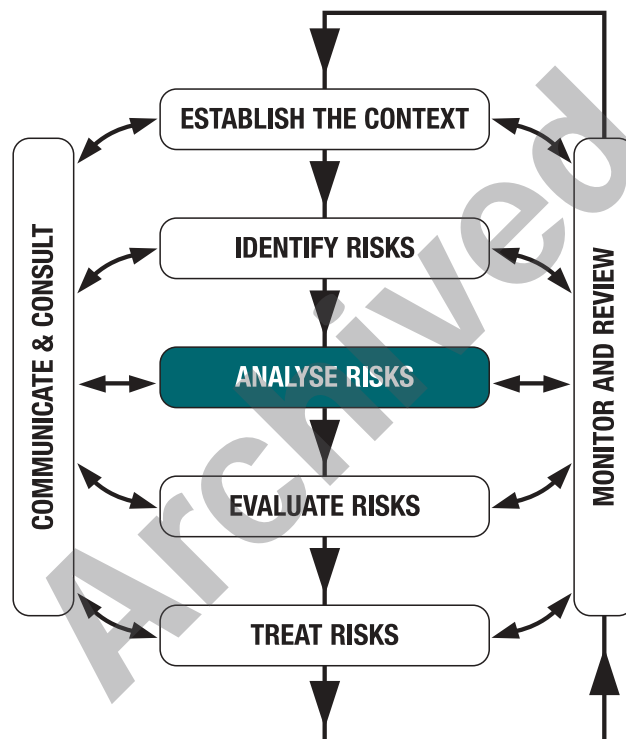 ESTABLISH THE CONTEXT
IDENTIFY RISKS
ANALYSE RISKS
EVALUATE RISKS
TREAT RISKS
COMMUNICATE & CONSULT
MONITOR AND REVIEW
Archived